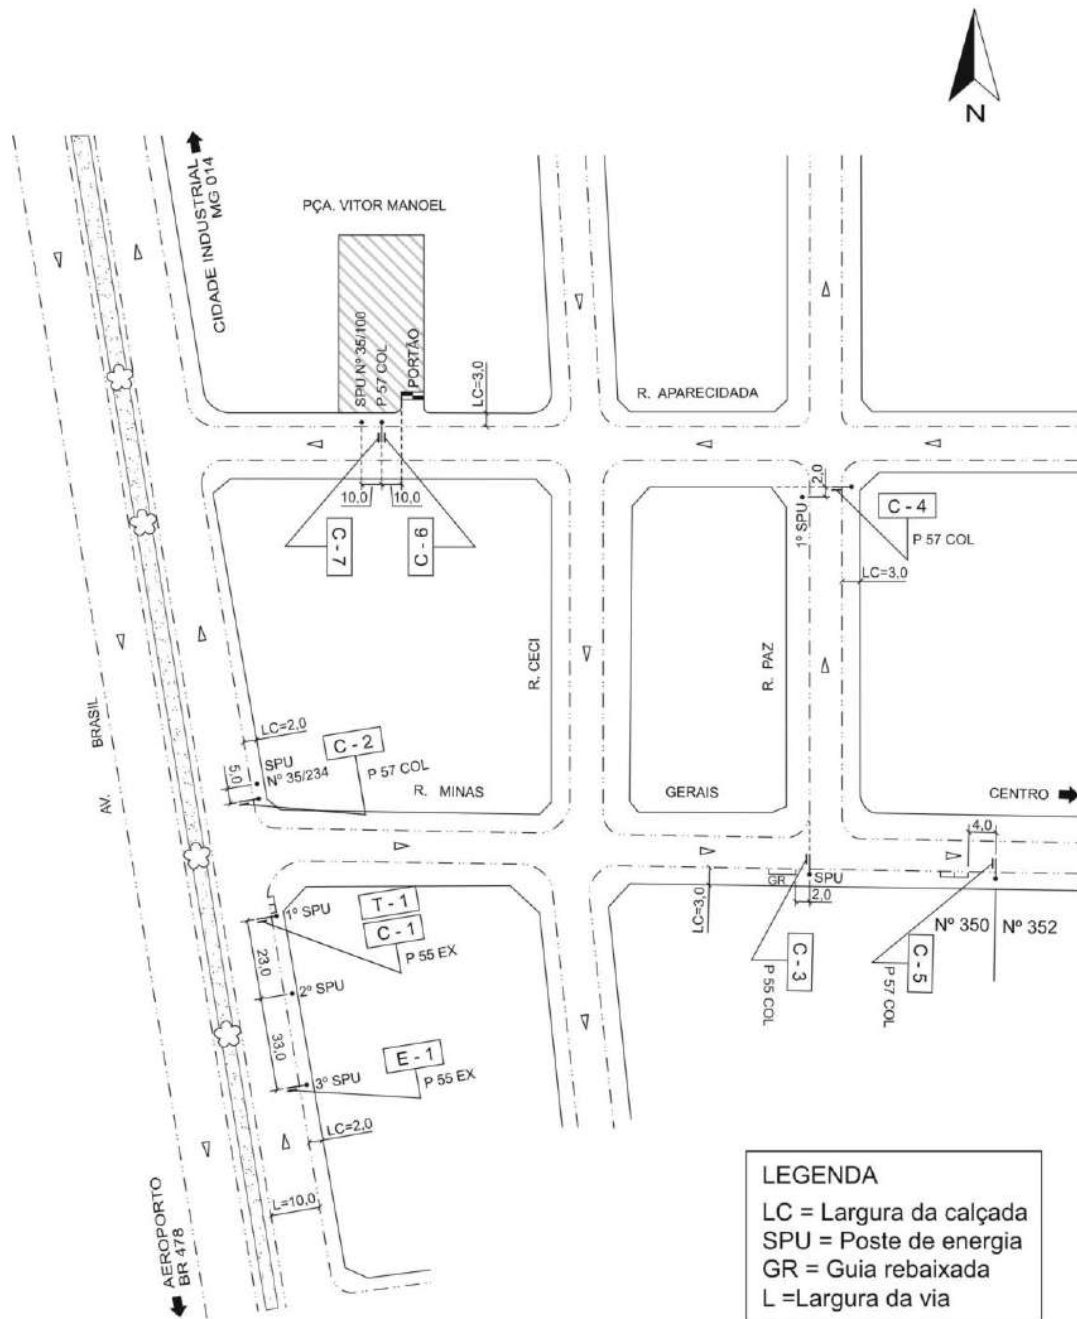 N
CIDADE INDUSTRIAL
MG 014
PÇA. VITOR MANOEL
SPU Nº 35/100
P 57 COL
PORTÃO
LC=3,0
R. APARECIDADA
10,0
10,0
C - 7
C - 6
2,0
1º SPU
C - 4
P 57 COL
LC=3,0
R. CECI
R. PAZ
BRASIL
AV.
LC=2,0
SPU
Nº 35/234
5,0
C - 2
P 57 COL
R. MINAS
GERAIS
CENTRO
4,0
GR
SPU
2,0
LC=3,0
Nº 350
Nº 352
C - 3
P 55 COL
C - 5
P 57 COL
1º SPU
T - 1
C - 1
P 55 EX
23,0
2º SPU
33,0
E - 1
P 55 EX
3º SPU
LC=2,0
L=10,0
AEROPORTO
BR 478
LEGENDA
LC = Largura da calçada
SPU = Poste de energia
GR = Guia rebaixada
L =Largura da via